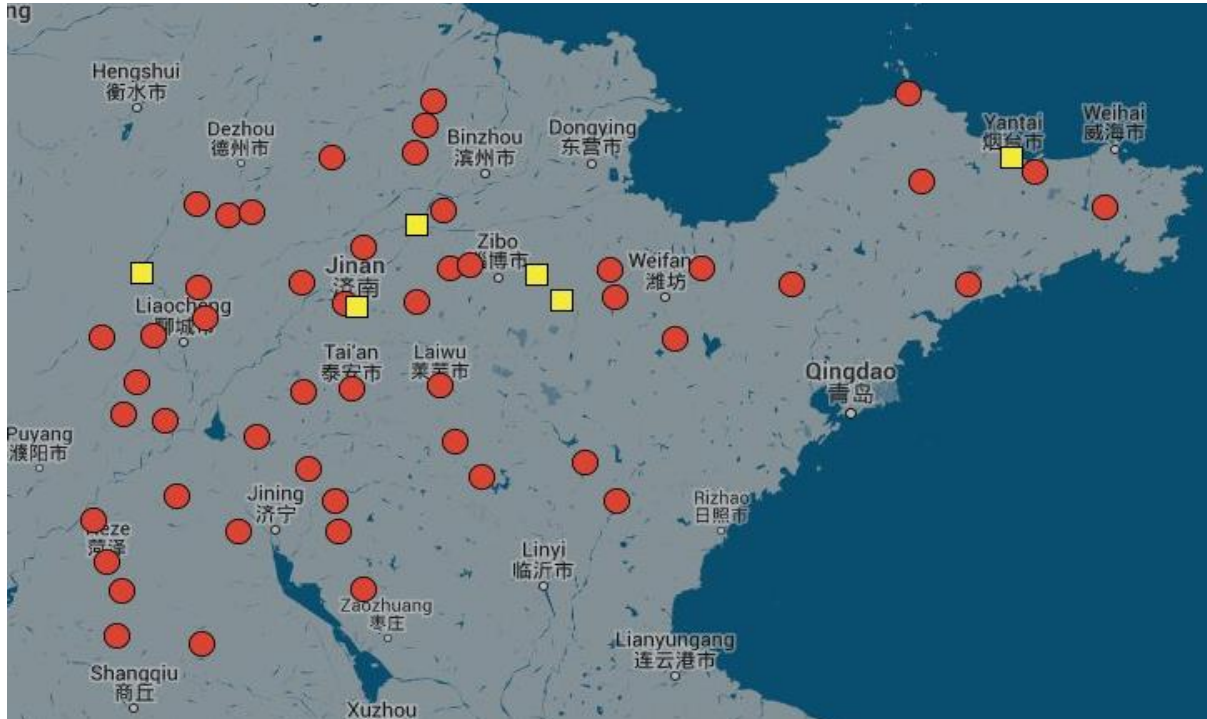 ng
Hengshui
衡水市
Dezhou
德州市
Binzhou
滨州市
Dongying
东营市
Yantai
烟台市
Weihai
威海市
Zibo
淄博市
Jinan
济南
Weifan
潍坊
Liaocheng
聊城市
Tai'an
泰安市
Laiwu
莱芜市
Qingdao
青岛
Puyang
濮阳市
Jining
济宁
Rizhao
日照市
Heze
菏泽
Linyi
临沂市
Zaozhuang
枣庄
Lianyungang
连云港市
Shangqiu
商丘
Xuzhou